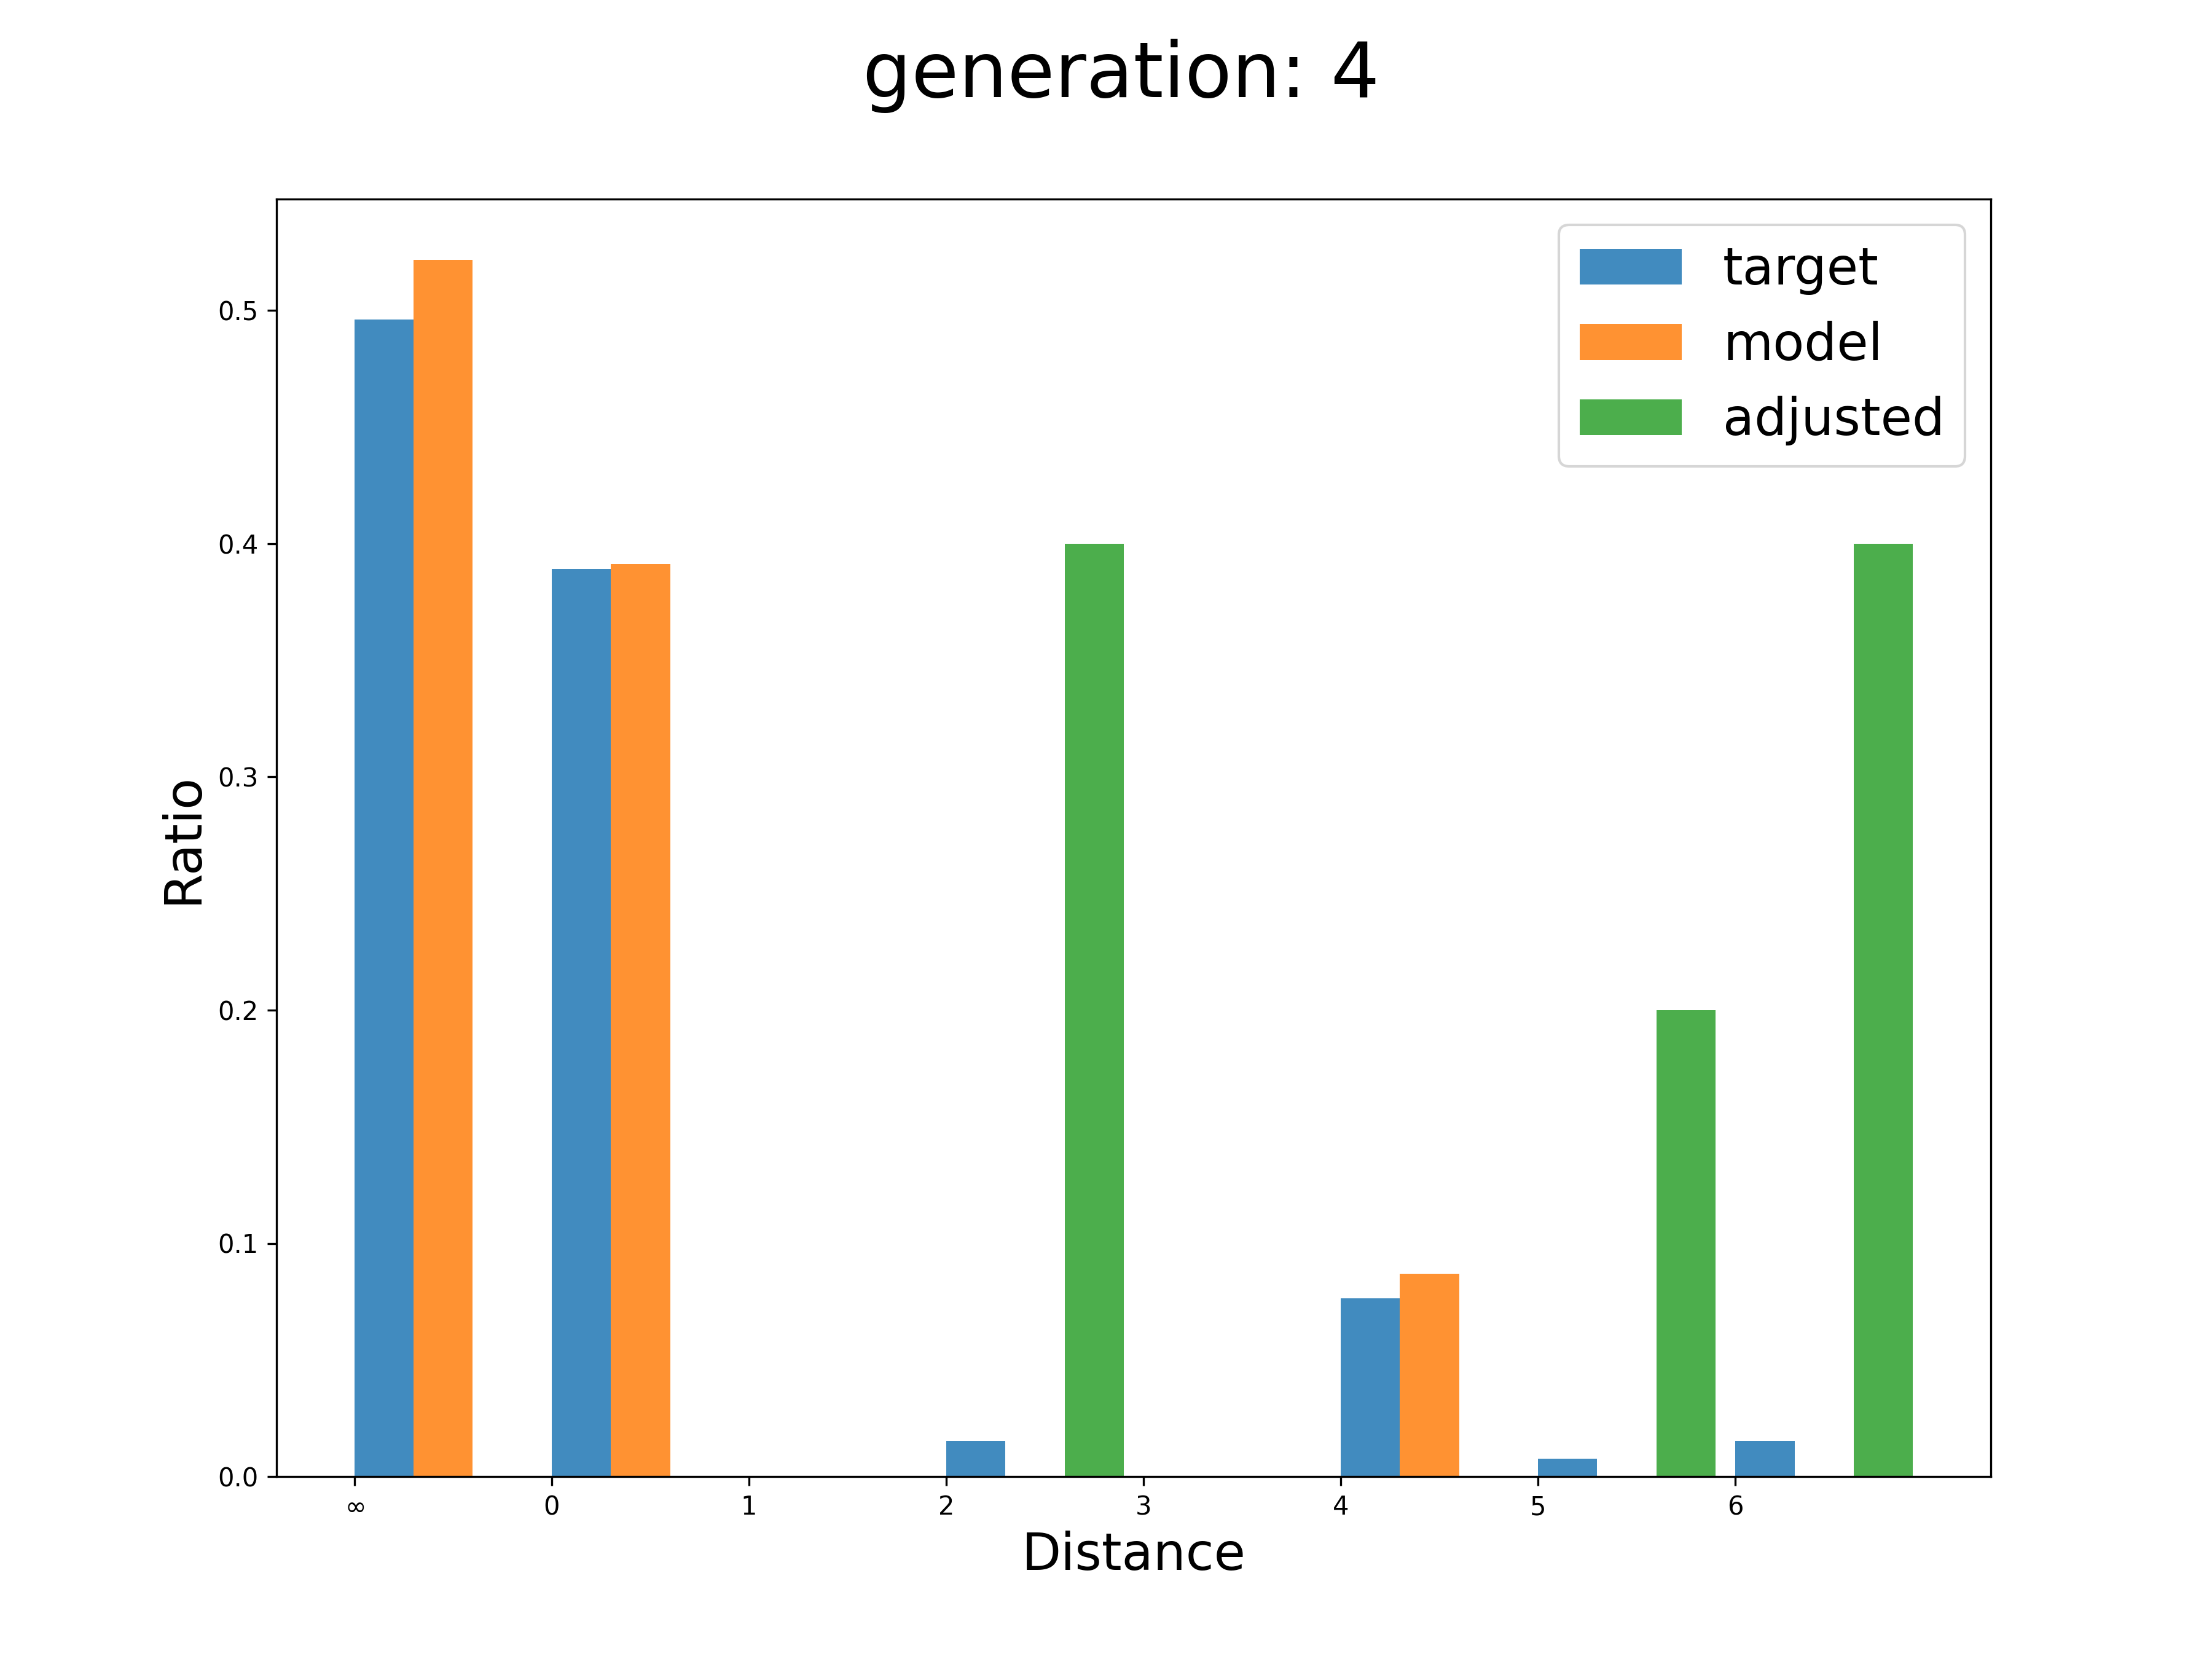 generation: 4
target
model
adjusted
Ratio
0.5
0.4
0.3
0.2
0.1
0.0
∞ 0 1 2 3 4 5 6
Distance